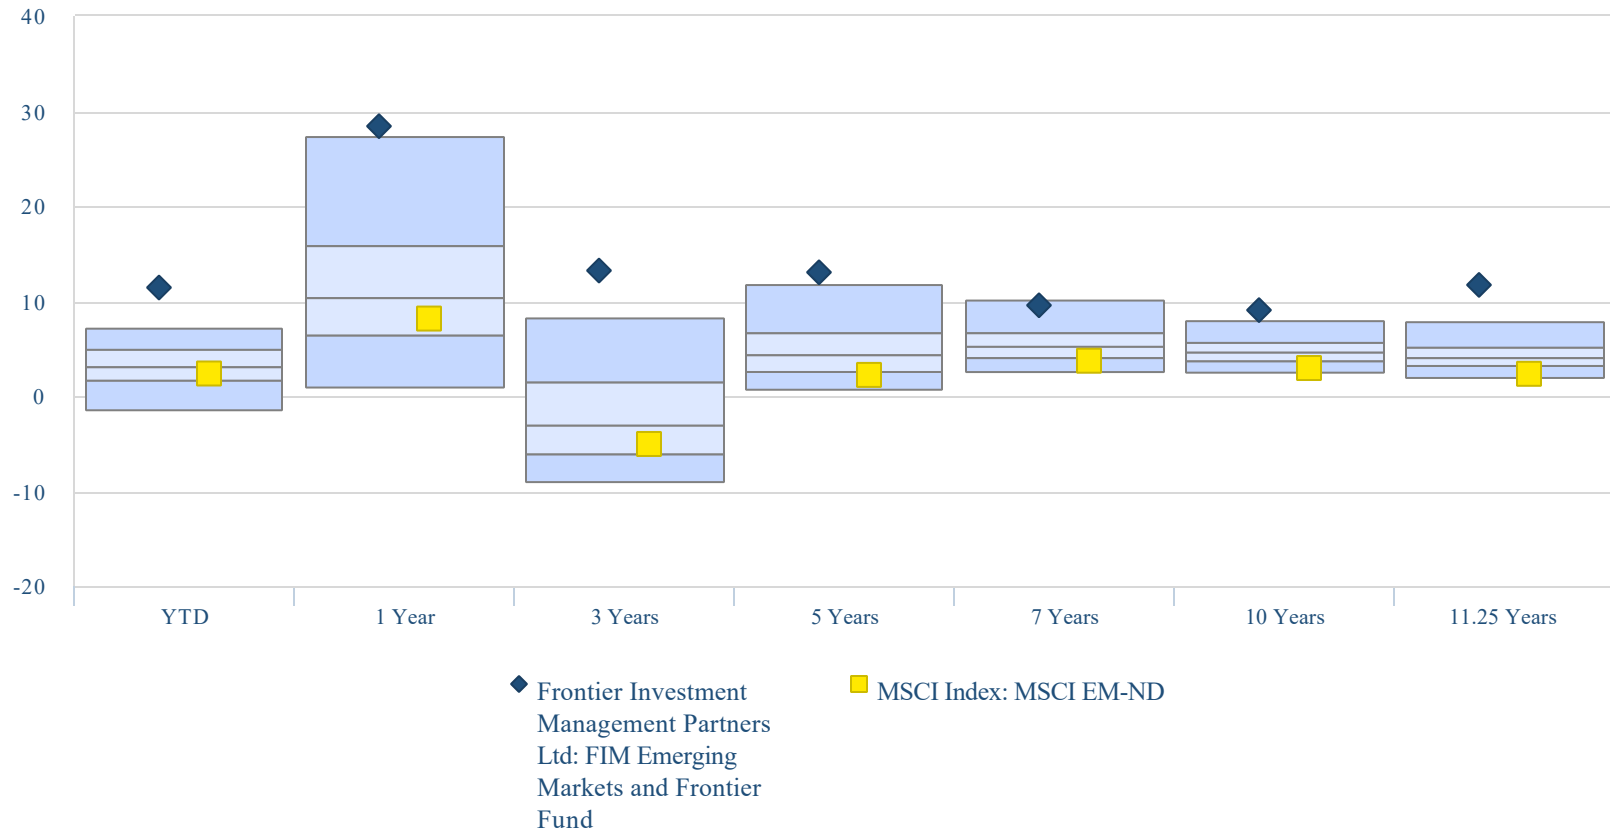 40
30
20
10
0
-10
-20
YTD
1 Year
3 Years
5 Years
7 Years
10 Years
11.25 Years
Frontier Investment
Management Partners
Ltd: FIM Emerging
Markets and Frontier
Fund
MSCI Index: MSCI EM-ND